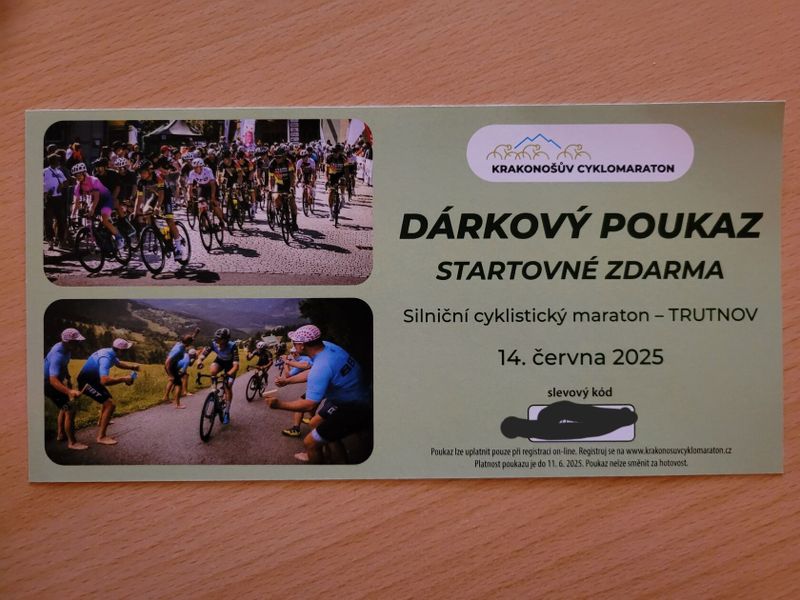 KRAKONOŠŮV CYKLOMARATON
DÁRKOVÝ POUKAZ
STARTOVNÉ ZDARMA
Silniční cyklistický maraton – TRUTNOV
14. června 2025
slevový kód
Poukaz lze uplatnit pouze při registraci on-line. Registruj se na www.krakonosuvcyklomaraton.cz
Platnost poukazu je do 11. 6. 2025. Poukaz nelze směnit za hotovost.